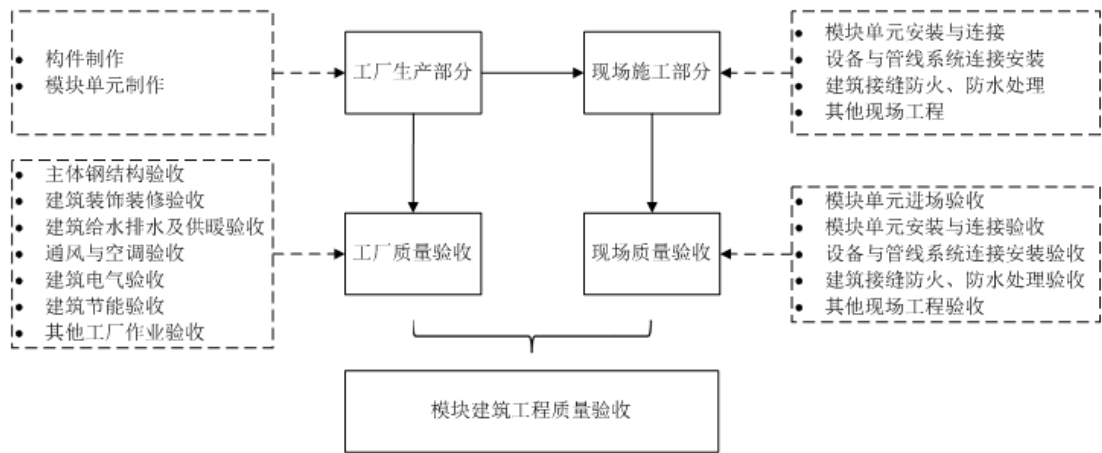 构件制作
模块单元制作
工厂生产部分
现场施工部分
模块单元安装与连接
设备与管线系统连接安装
建筑接缝防火、防水处理
其他现场工程
主体钢结构验收
建筑装饰装修验收
建筑给水排水及供暖验收
通风与空调验收
建筑电气验收
建筑节能验收
其他工厂作业验收
工厂质量验收
现场质量验收
模块单元进场验收
模块单元安装与连接验收
设备与管线系统连接安装验收
建筑接缝防火、防水处理验收
其他现场工程验收
模块建筑工程质量验收